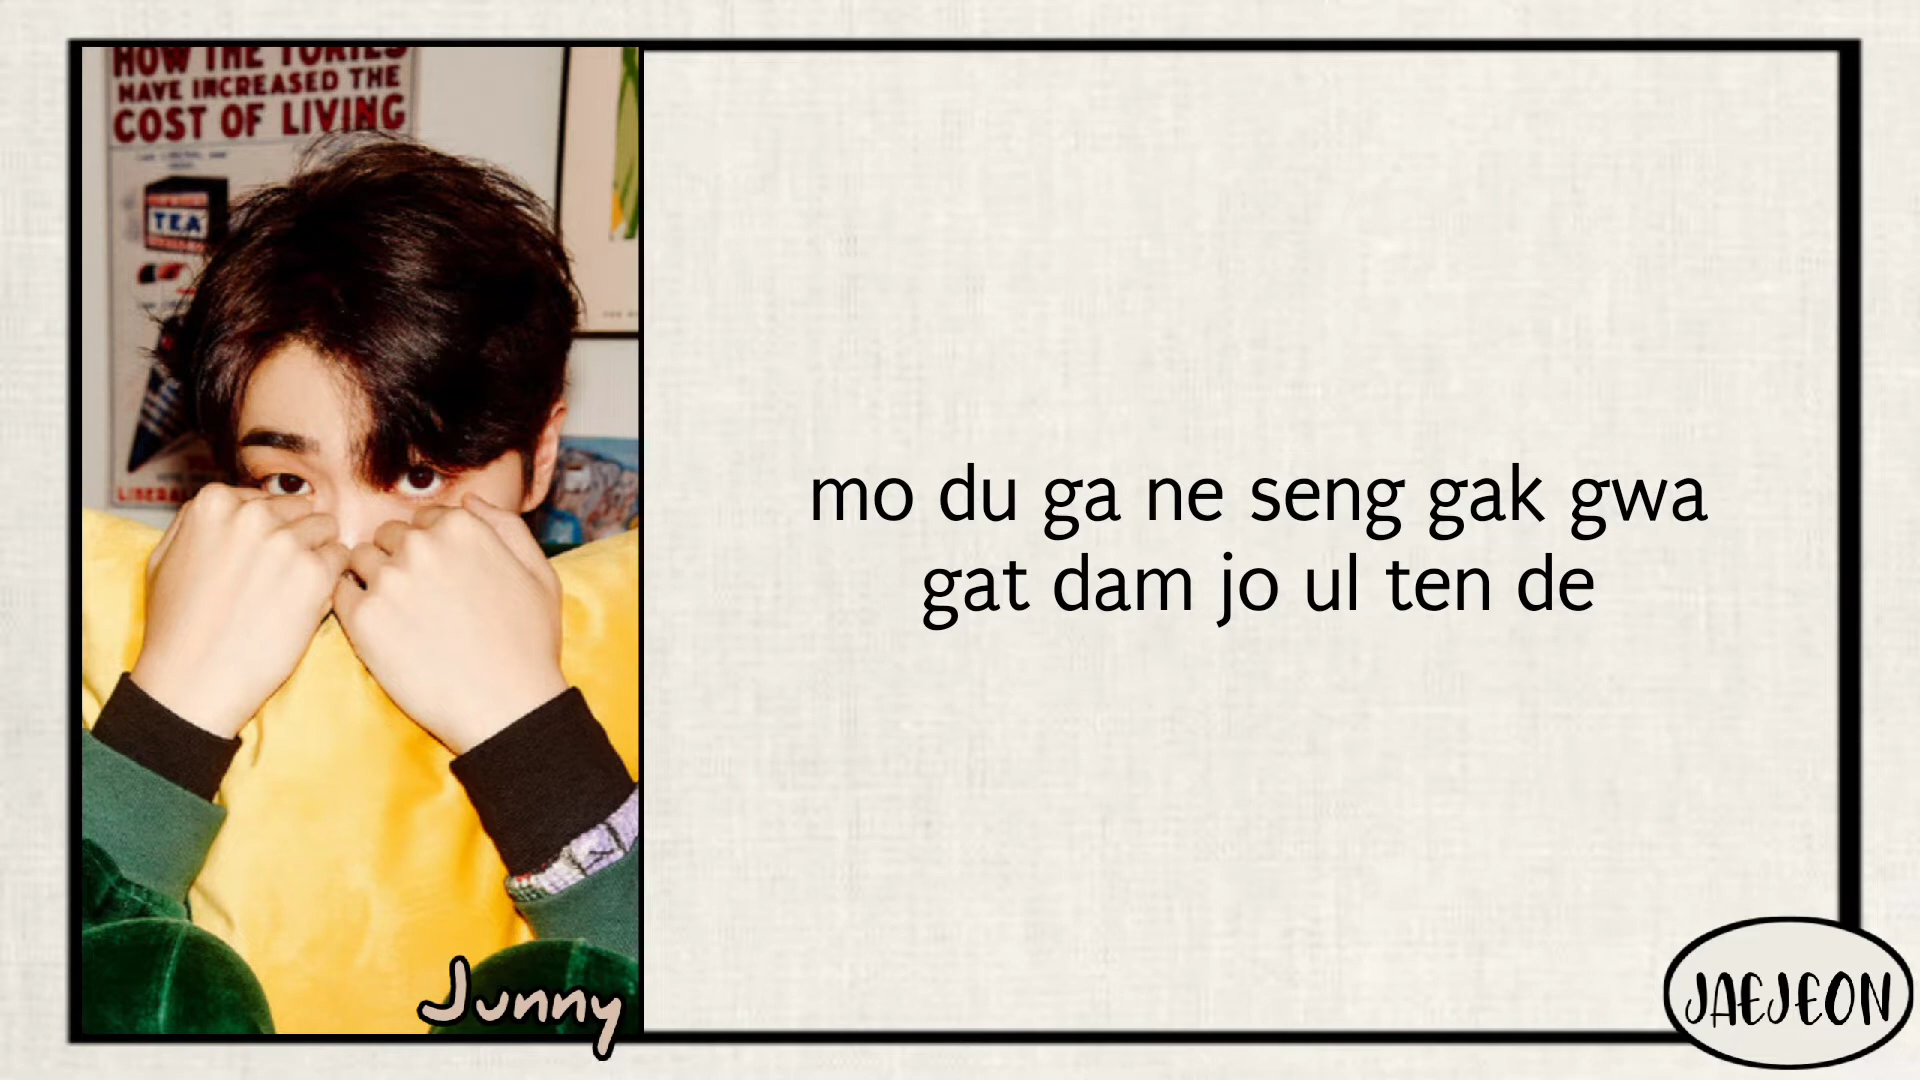 HOW THE TORIES
HAVE INCREASED THE
COST OF LIVING
TEA
LIBERAL
mo du ga ne seng gak gwa
gat dam jo ul ten de
Junny
JAEJEON